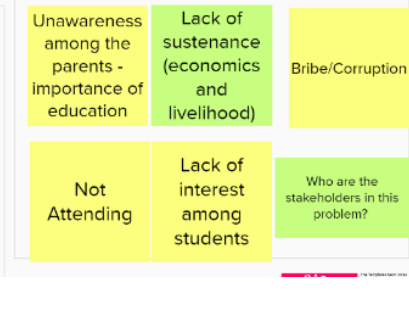 Unawareness
among the
parents -
importance of
education
Lack of
sustenance
(economics
and
livelihood)
Bribe/Corruption
Not
Attending
Lack of
interest
among
students
Who are the
stakeholders in this
problem?